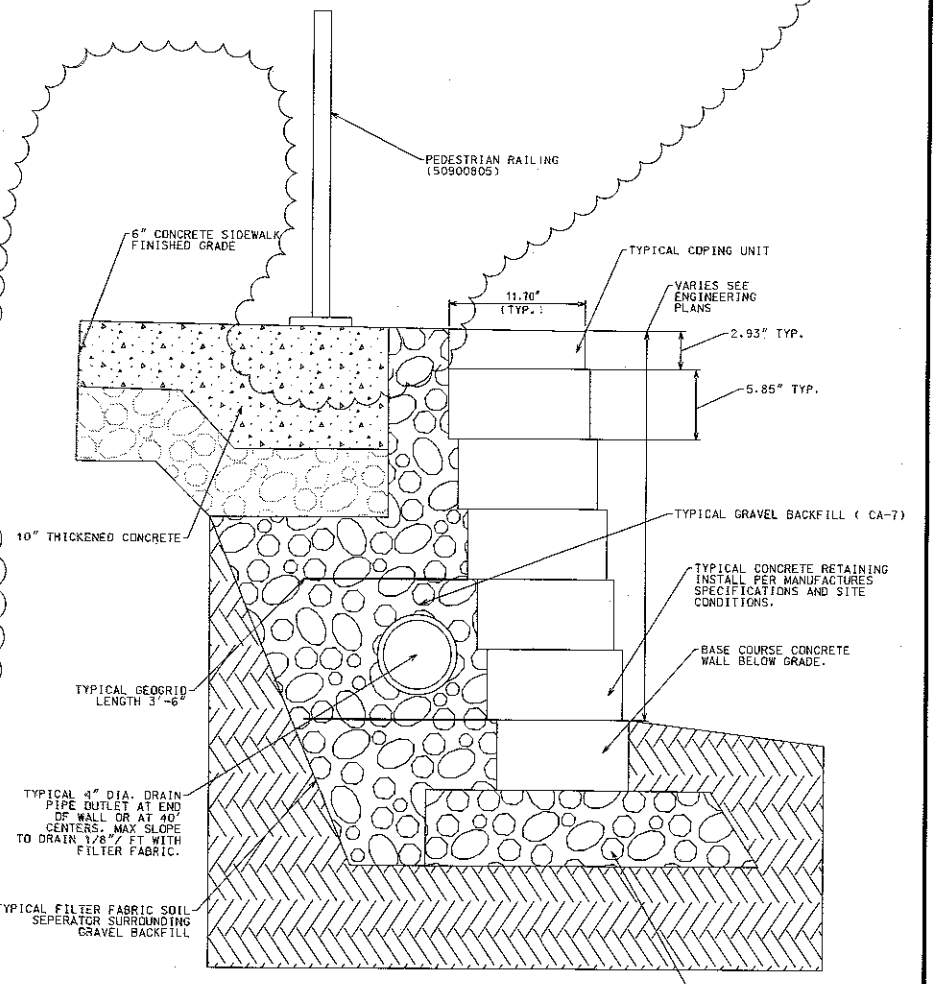 PEDESTRIAN RAILING
(50900805)
6" CONCRETE SIDEWALK
FINISHED GRADE
TYPICAL COPING UNIT
11.70"
(TYP.)
VARIES SEE
ENGINEERING
PLANS
2.93" TYP.
5.85" TYP.
TYPICAL GRAVEL BACKFILL ( CA-7)
10" THICKENED CONCRETE
TYPICAL CONCRETE RETAINING
INSTALL PER MANUFACTURES
SPECIFICATIONS AND SITE
CONDITIONS.
BASE COURSE CONCRETE
WALL BELOW GRADE.
TYPICAL GEOGRID
LENGTH 3'-6"
TYPICAL 4" DIA. DRAIN
PIPE OUTLET AT END
OF WALL OR AT 40'
CENTERS. MAX SLOPE
TO DRAIN 1/8"/ FT WITH
FILTER FABRIC.
TYPICAL FILTER FABRIC SOIL
SEPERATOR SURROUNDING
GRAVEL BACKFILL